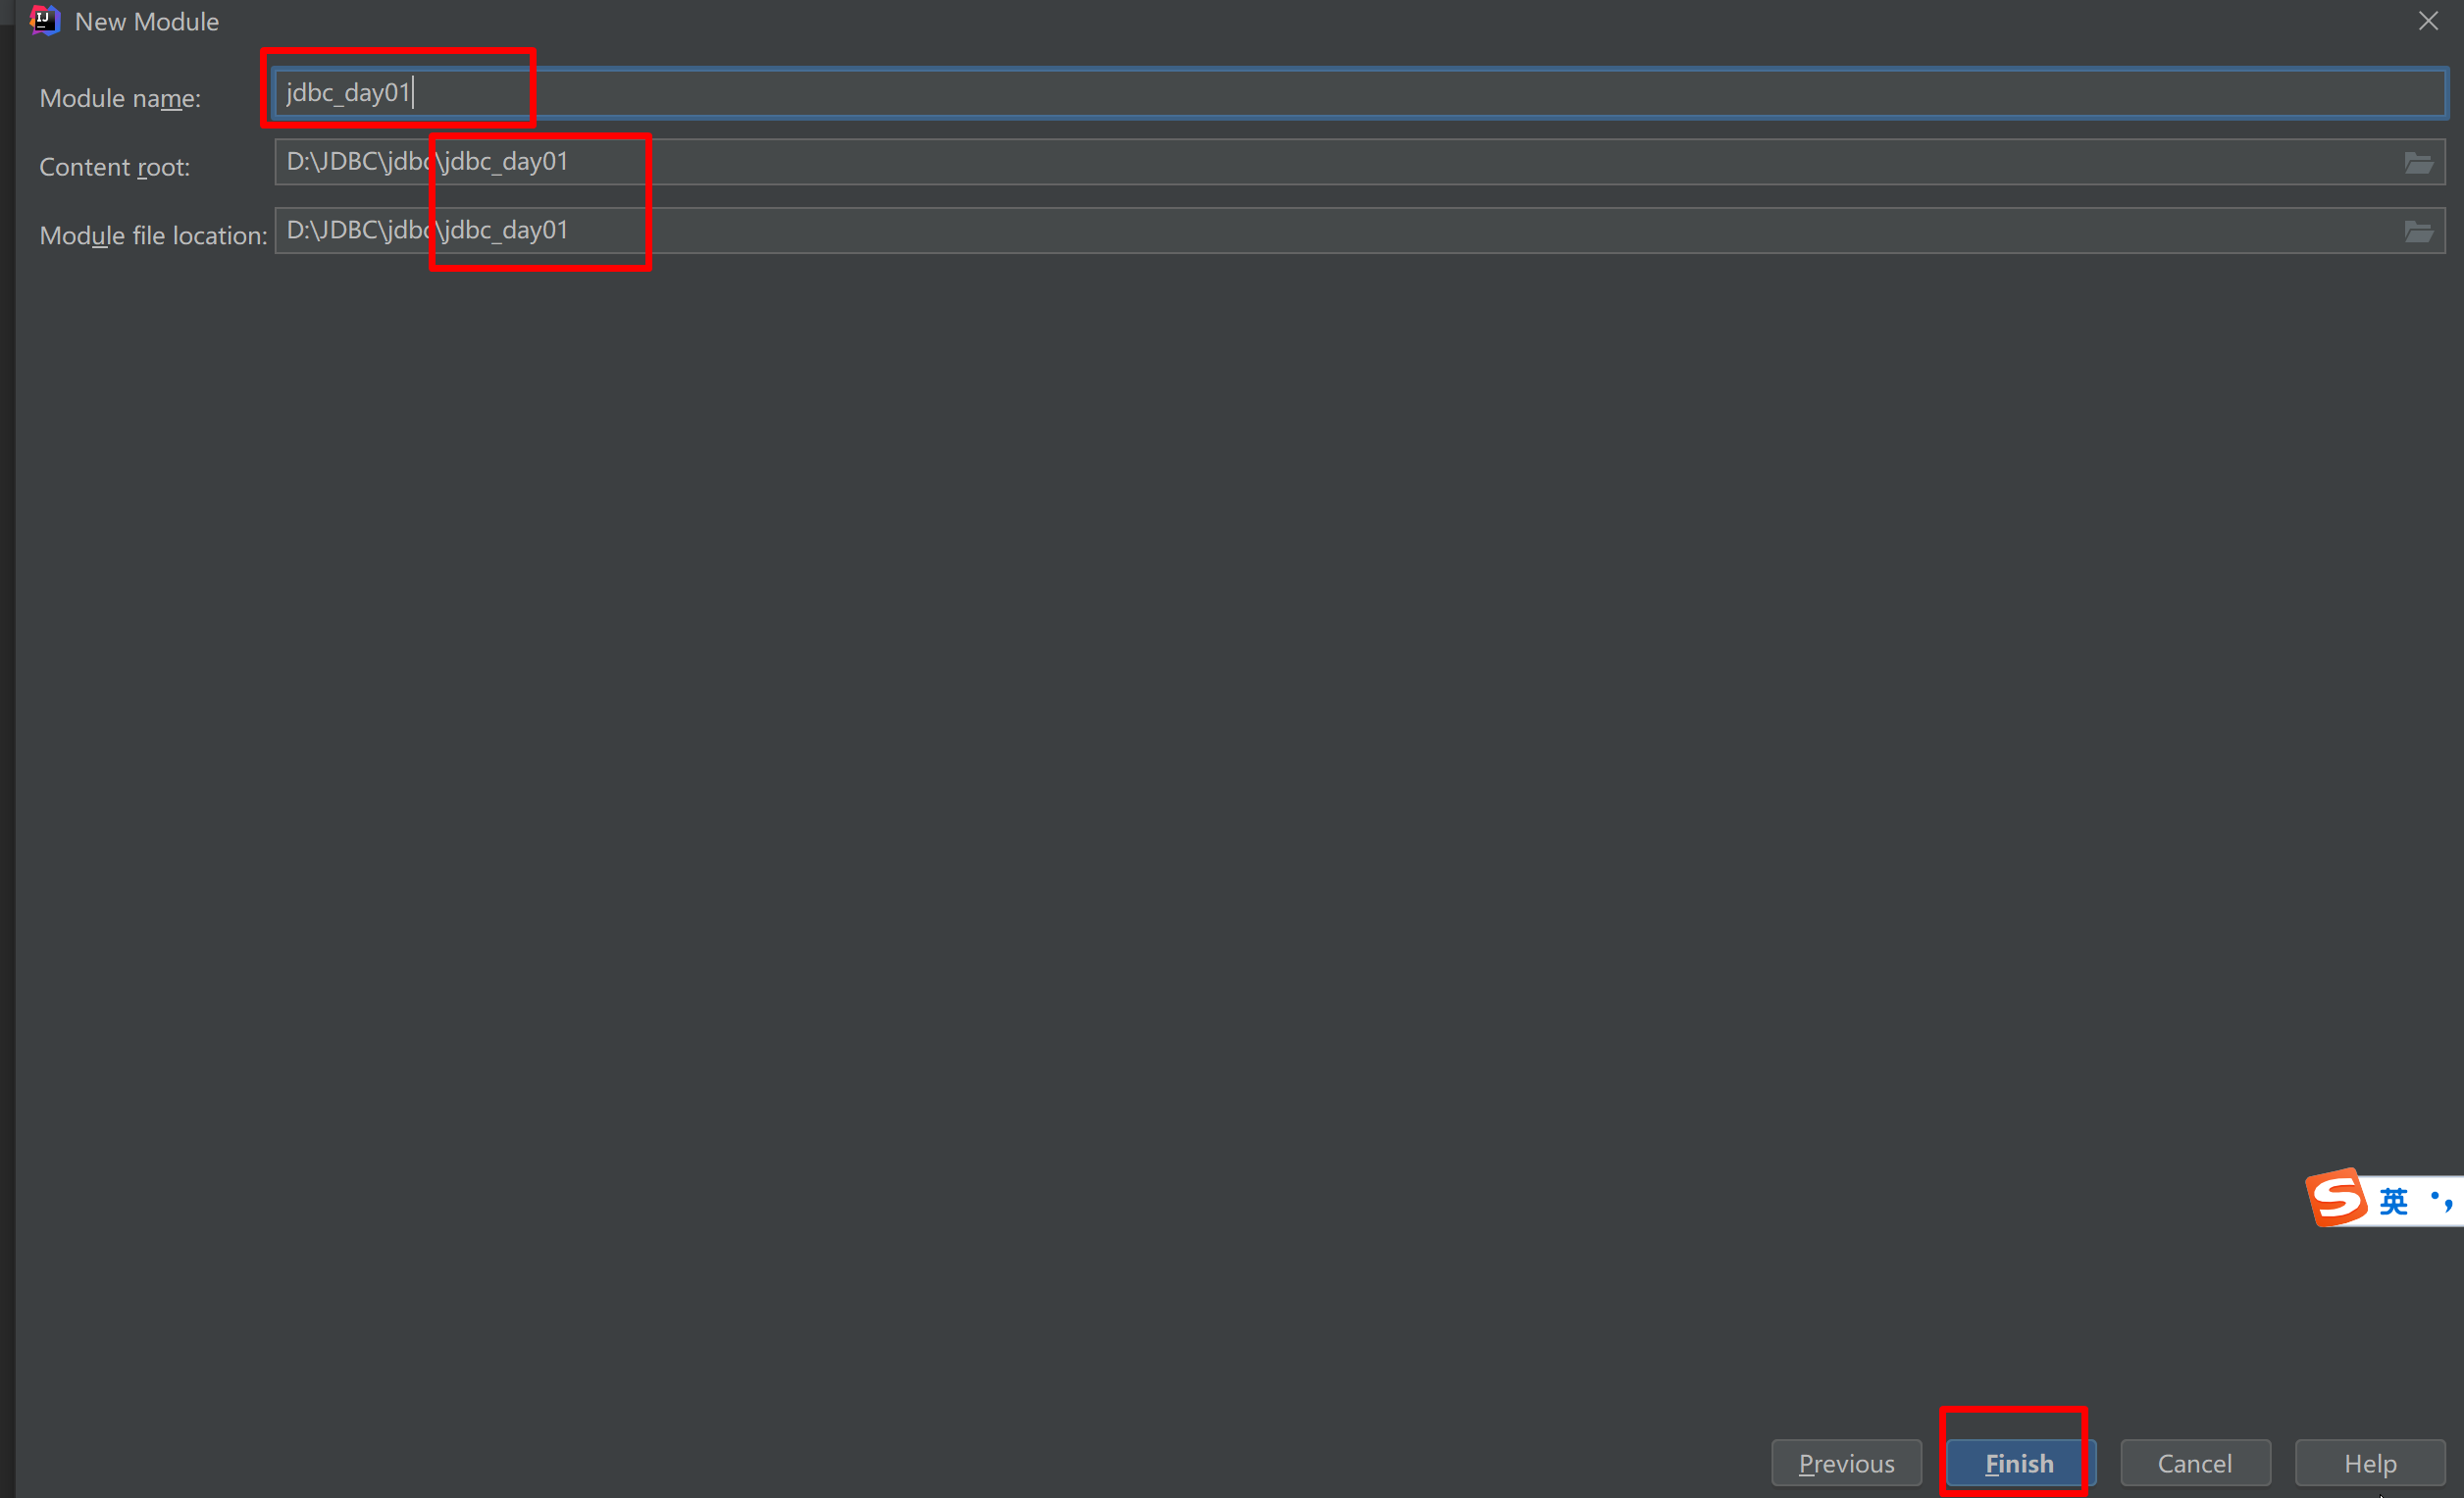 New Module
Module name: jdbc_day01
Content root: D:\JDBC\jdbc\jdbc_day01
Module file location: D:\JDBC\jdbc\jdbc_day01
英
Previous Finish Cancel Help